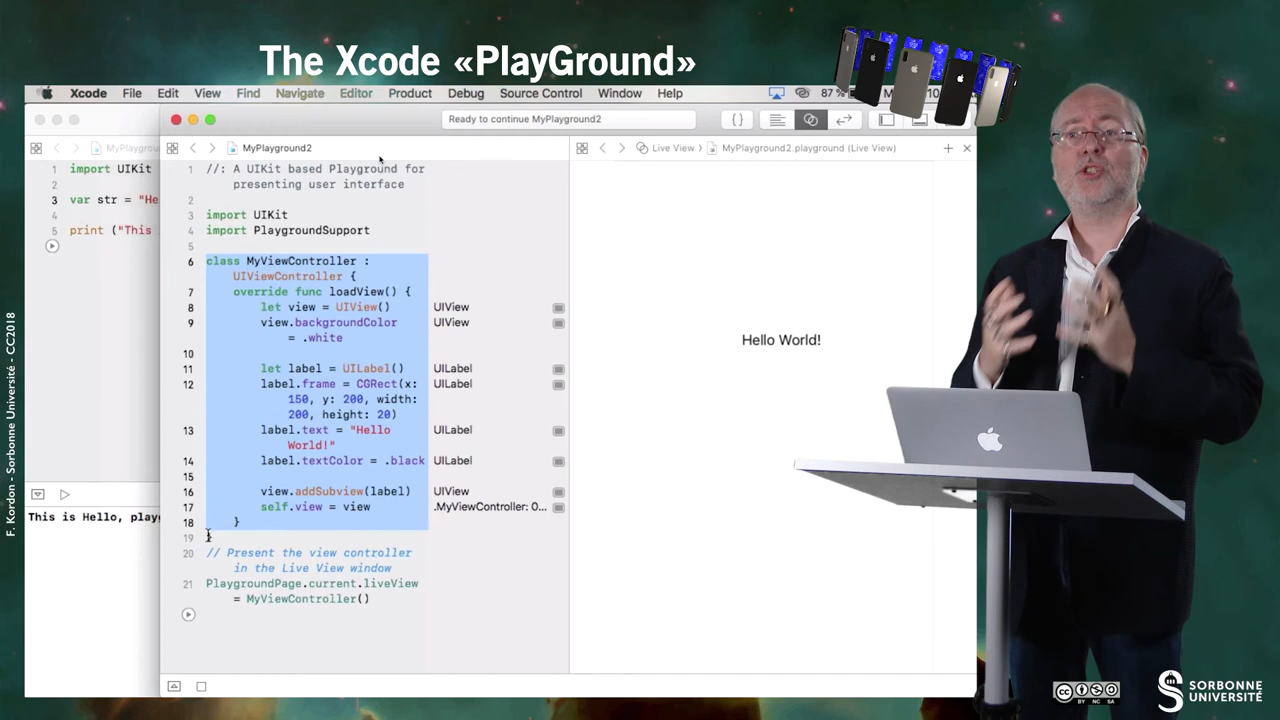 The Xcode «PlayGround»
Xcode File Edit View Find Navigate Editor Product Debug Source Control Window Help 87 %
Ready to continue MyPlayground2
MyPlayground2
Live View MyPlayground2.playground (Live View)
1 import UIKit
2
3 var str = "He
4
5 print ("This
This is Hello, play
1 //: A UIKit based Playground for
presenting user interface
2
3 import UIKit
4 import PlaygroundSupport
5
6 class MyViewController :
UIViewController {
7 override func loadView() {
8 let view = UIView() UIView
9 view.backgroundColor UIView
= .white
10
11 let label = UILabel() UILabel
12 label.frame = CGRect(x: UILabel
150, y: 200, width:
200, height: 20)
13 label.text = "Hello UILabel
World!"
14 label.textColor = .black UILabel
15
16 view.addSubview(label) UIView
17 self.view = view .MyViewController: 0...
18 }
19 }
20 // Present the view controller
in the Live View window
21 PlaygroundPage.current.liveView
= MyViewController()
Hello World!
F. Kordon - Sorbonne Université - CC2018
CC BY NC SA
SORBONNE
UNIVERSITÉ